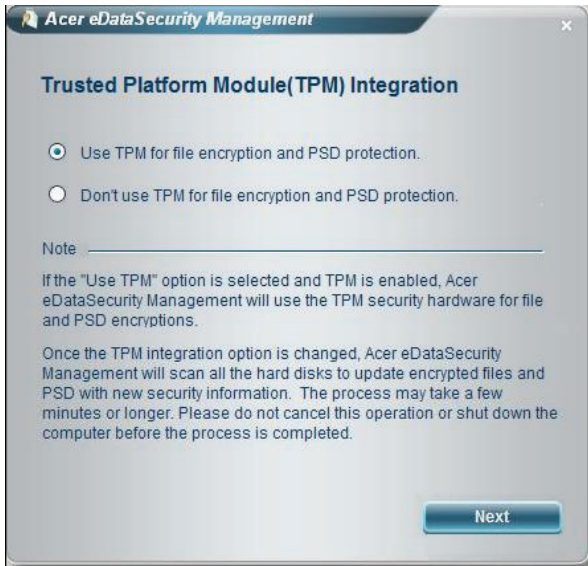 Acer eDataSecurity Management
Trusted Platform Module(TPM) Integration
Use TPM for file encryption and PSD protection.
Don't use TPM for file encryption and PSD protection.
Note
If the "Use TPM" option is selected and TPM is enabled, Acer
eDataSecurity Management will use the TPM security hardware for file
and PSD encryptions.
Once the TPM integration option is changed, Acer eDataSecurity
Management will scan all the hard disks to update encrypted files and
PSD with new security information. The process may take a few
minutes or longer. Please do not cancel this operation or shut down the
computer before the process is completed.
Next